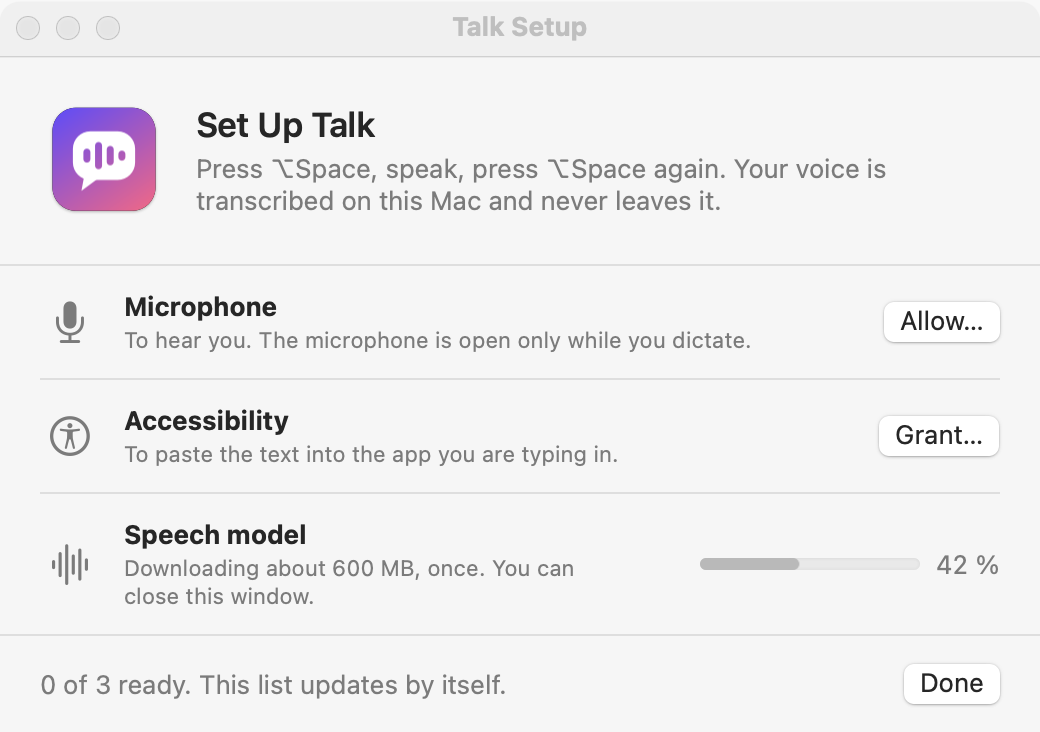 Talk Setup
Set Up Talk
Press ⌥Space, speak, press ⌥Space again. Your voice is
transcribed on this Mac and never leaves it.
Microphone
To hear you. The microphone is open only while you dictate.
Allow...
Accessibility
To paste the text into the app you are typing in.
Grant...
Speech model
Downloading about 600 MB, once. You can
close this window.
42 %
0 of 3 ready. This list updates by itself.
Done